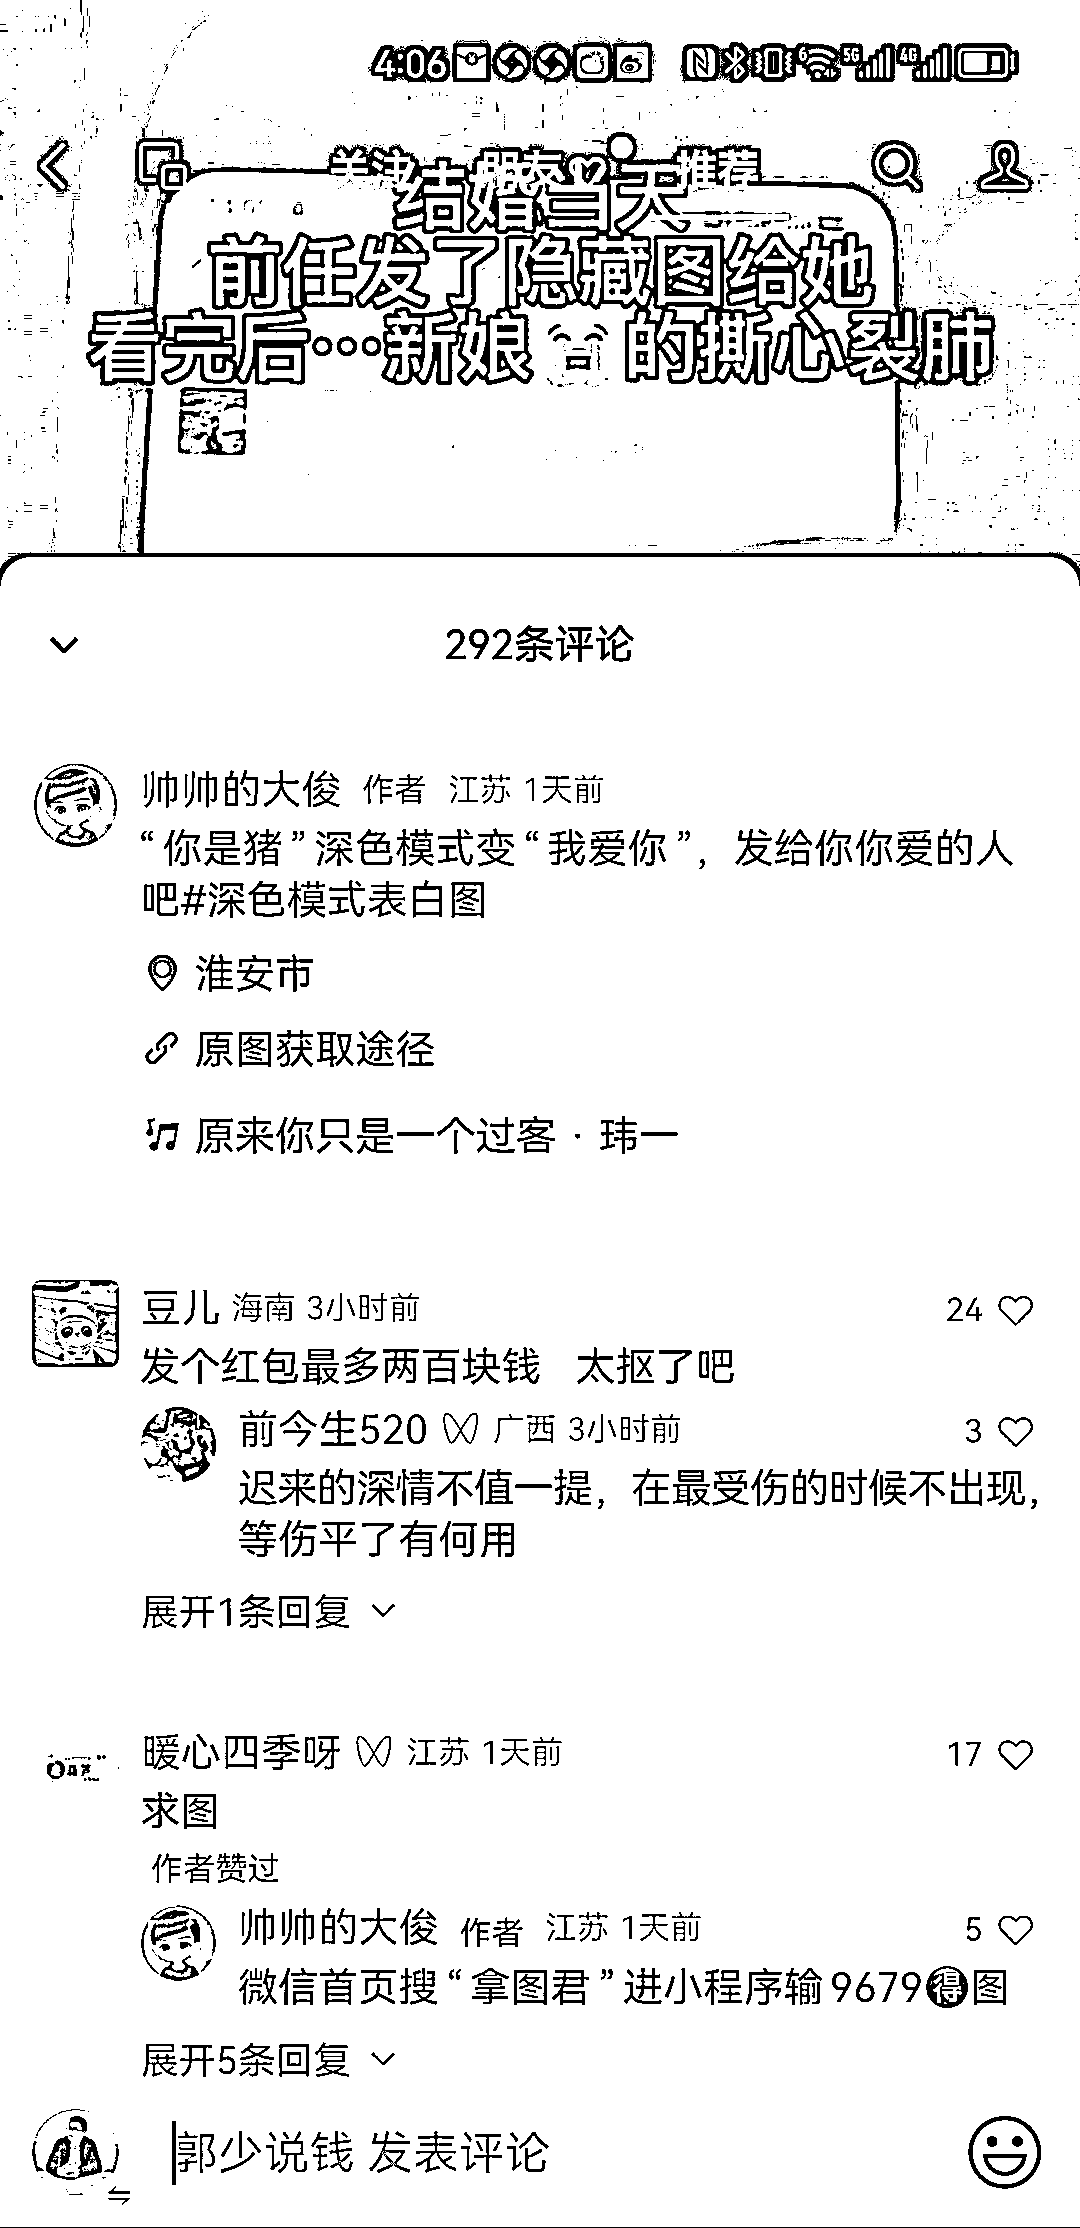 4:06
关注 朋友♡ 推荐
结婚当天
前任发了隐藏图给她
看完后…新娘😭的撕心裂肺
292条评论
帅帅的大俊 作者 江苏 1天前
“你是猪”深色模式变“我爱你”，发给你你爱的人
吧#深色模式表白图
淮安市
原图获取途径
原来你只是一个过客 · 玮一
豆儿 海南 3小时前 24
发个红包最多两百块钱 太抠了吧
前今生520 广西 3小时前 3
迟来的深情不值一提，在最受伤的时候不出现，
等伤平了有何用
展开1条回复
暖心四季呀 江苏 1天前 17
求图
作者赞过
帅帅的大俊 作者 江苏 1天前 5
微信首页搜“拿图君”进小程序输9679得图
展开5条回复
郭少说钱 发表评论